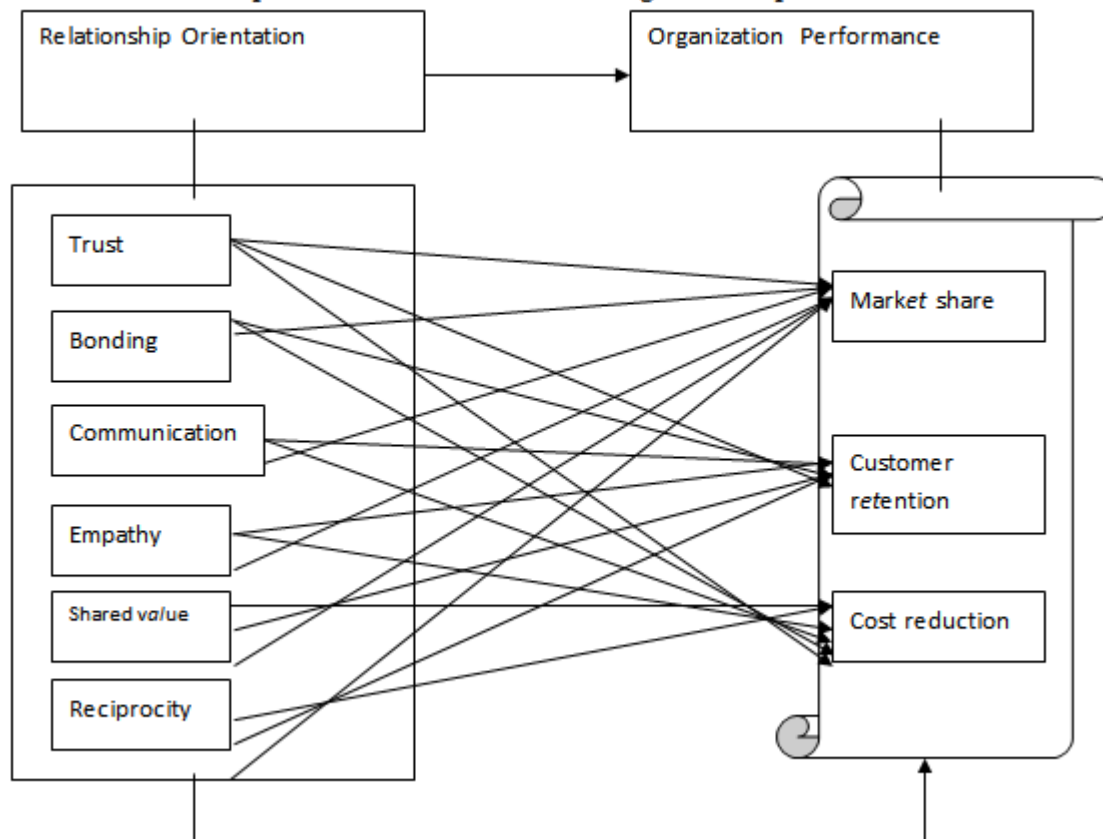 Relationship Orientation
Organization Performance
Trust
Bonding
Communication
Empathy
Shared value
Reciprocity
Market share
Customer
retention
Cost reduction